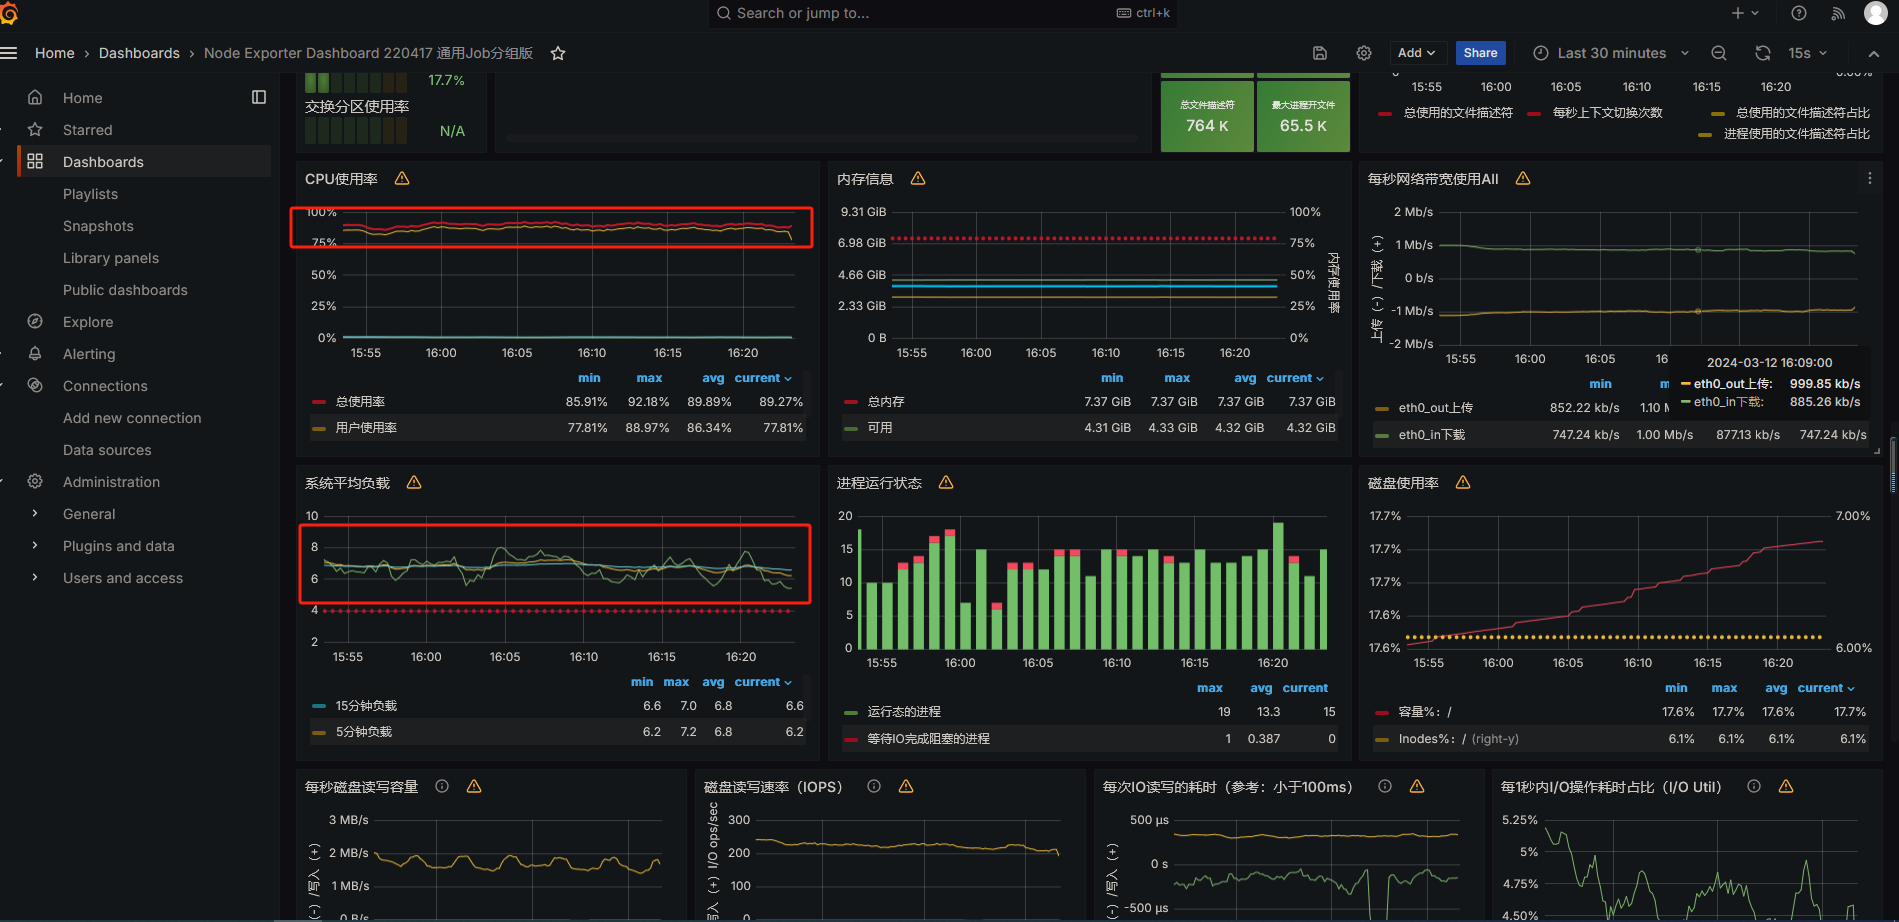 Search or jump to...
ctrl+k
Home › Dashboards › Node Exporter Dashboard 220417 通用Job分组版
Add
Share
Last 30 minutes
15s
Home
Starred
Dashboards
Playlists
Snapshots
Library panels
Public dashboards
Explore
Alerting
Connections
Add new connection
Data sources
Administration
General
Plugins and data
Users and access
17.7%
交换分区使用率
N/A
总文件描述符
764 K
最大进程开文件
65.5 K
15:55 16:00 16:05 16:10 16:15 16:20
总使用的文件描述符 每秒上下文切换次数 总使用的文件描述符占比
进程使用的文件描述符占比
CPU使用率
100%
75%
50%
25%
0%
15:55 16:00 16:05 16:10 16:15 16:20
min max avg current
总使用率 85.91% 92.18% 89.89% 89.27%
用户使用率 77.81% 88.97% 86.34% 77.81%
内存信息
9.31 GiB
6.98 GiB
4.66 GiB
2.33 GiB
0 B
100%
75%
50%
25%
0%
内存使用率
15:55 16:00 16:05 16:10 16:15 16:20
min max avg current
总内存 7.37 GiB 7.37 GiB 7.37 GiB 7.37 GiB
可用 4.31 GiB 4.33 GiB 4.32 GiB 4.32 GiB
每秒网络带宽使用All
上传（-）/下载（+）
2 Mb/s
1 Mb/s
0 b/s
-1 Mb/s
-2 Mb/s
15:55 16:00 16:05 16
2024-03-12 16:09:00
eth0_out上传: 999.85 kb/s
eth0_in下载: 885.26 kb/s
min m
eth0_out上传 852.22 kb/s 1.10 M
eth0_in下载 747.24 kb/s 1.00 Mb/s 877.13 kb/s 747.24 kb/s
系统平均负载
10
8
6
4
2
15:55 16:00 16:05 16:10 16:15 16:20
min max avg current
15分钟负载 6.6 7.0 6.8 6.6
5分钟负载 6.2 7.2 6.8 6.2
进程运行状态
20
15
10
5
0
15:55 16:00 16:05 16:10 16:15 16:20
max avg current
运行态的进程 19 13.3 15
等待IO完成阻塞的进程 1 0.387 0
磁盘使用率
17.7%
17.7%
17.7%
17.6%
17.6%
7.00%
6.00%
15:55 16:00 16:05 16:10 16:15 16:20
min max avg current
容量%：/ 17.6% 17.7% 17.6% 17.7%
Inodes%：/ (right-y) 6.1% 6.1% 6.1% 6.1%
每秒磁盘读写容量
3 MB/s
2 MB/s
1 MB/s
0 B/s
(-) /写入（+）
磁盘读写速率（IOPS）
写入（+）I/O ops/sec
300
200
100
0
每次IO读写的耗时（参考：小于100ms）
(-) /写入（+）
500 µs
0 s
-500 µs
每1秒内I/O操作耗时占比（I/O Util）
5.25%
5%
4.75%
4.50%